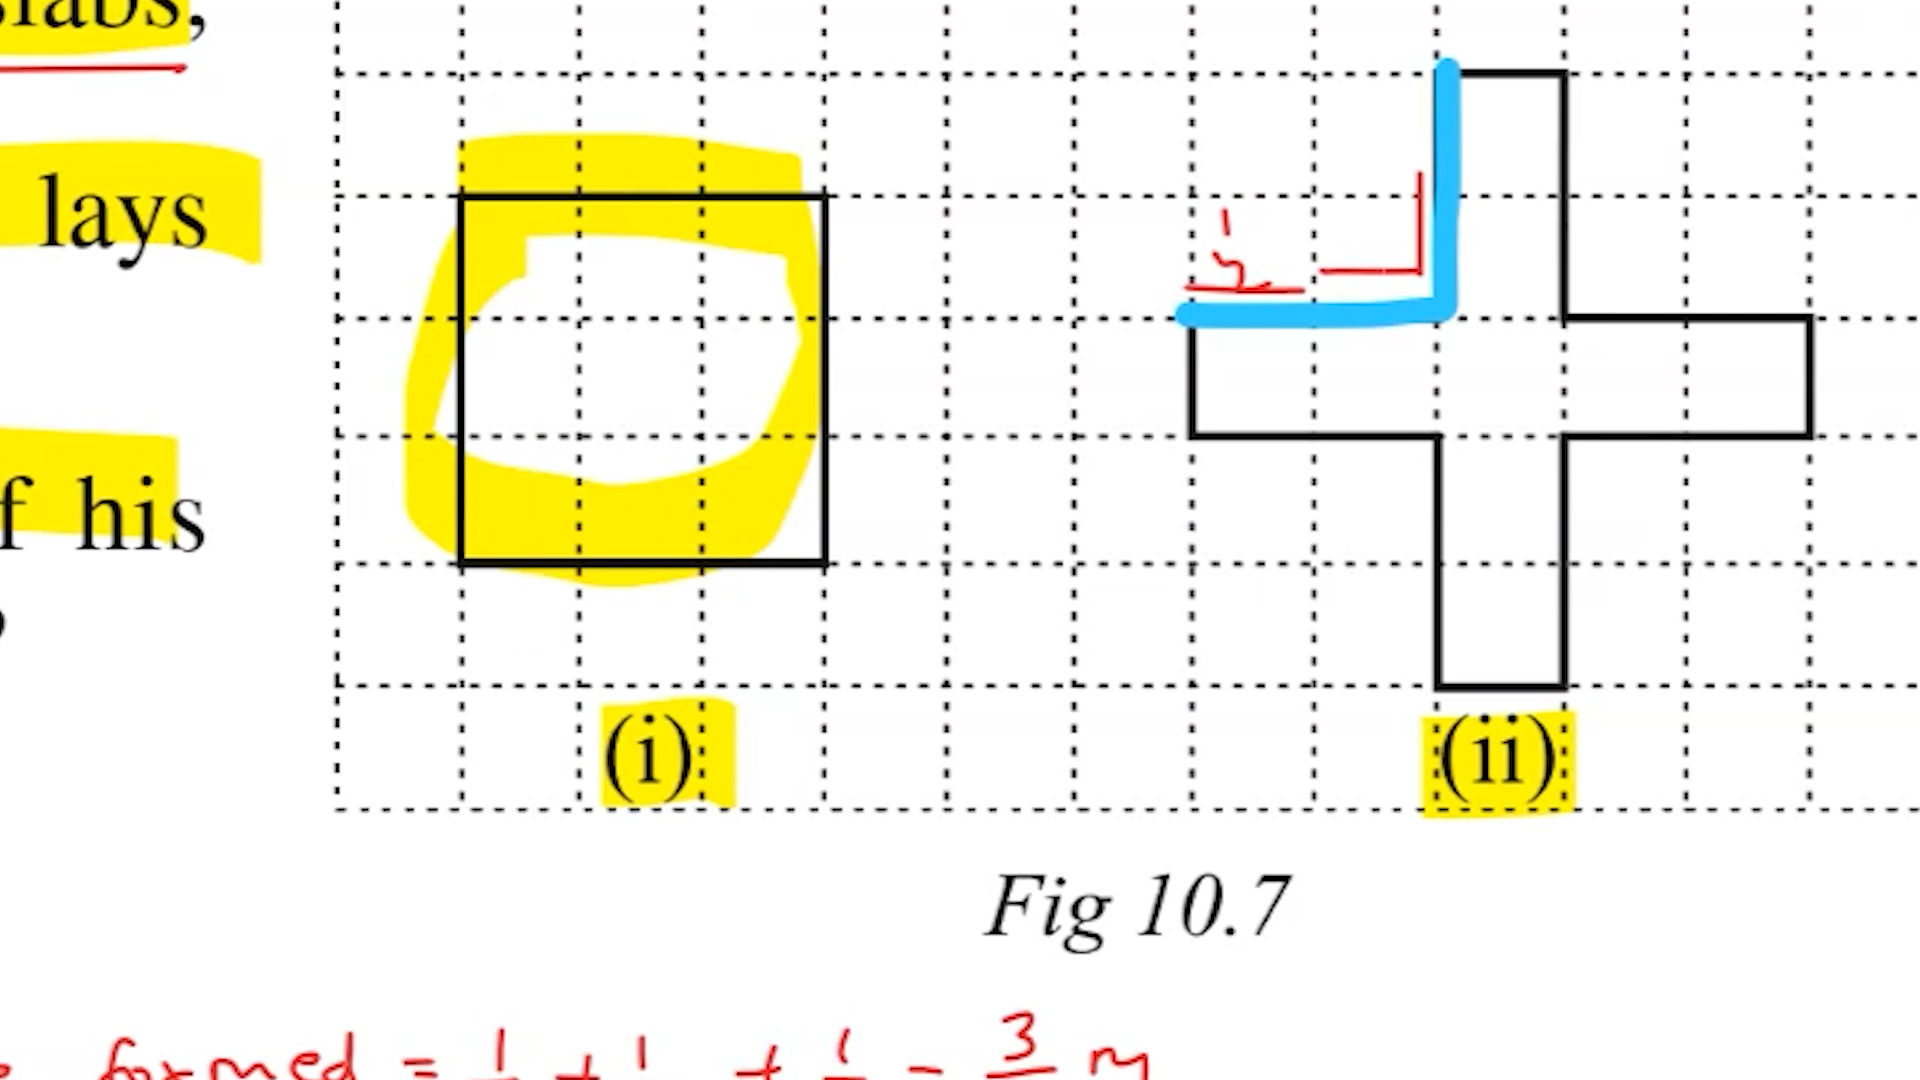 slabs,
lays
f his
(i)
(ii)
Fig 10.7
formed = 1 + 1 + 1 = 3 m